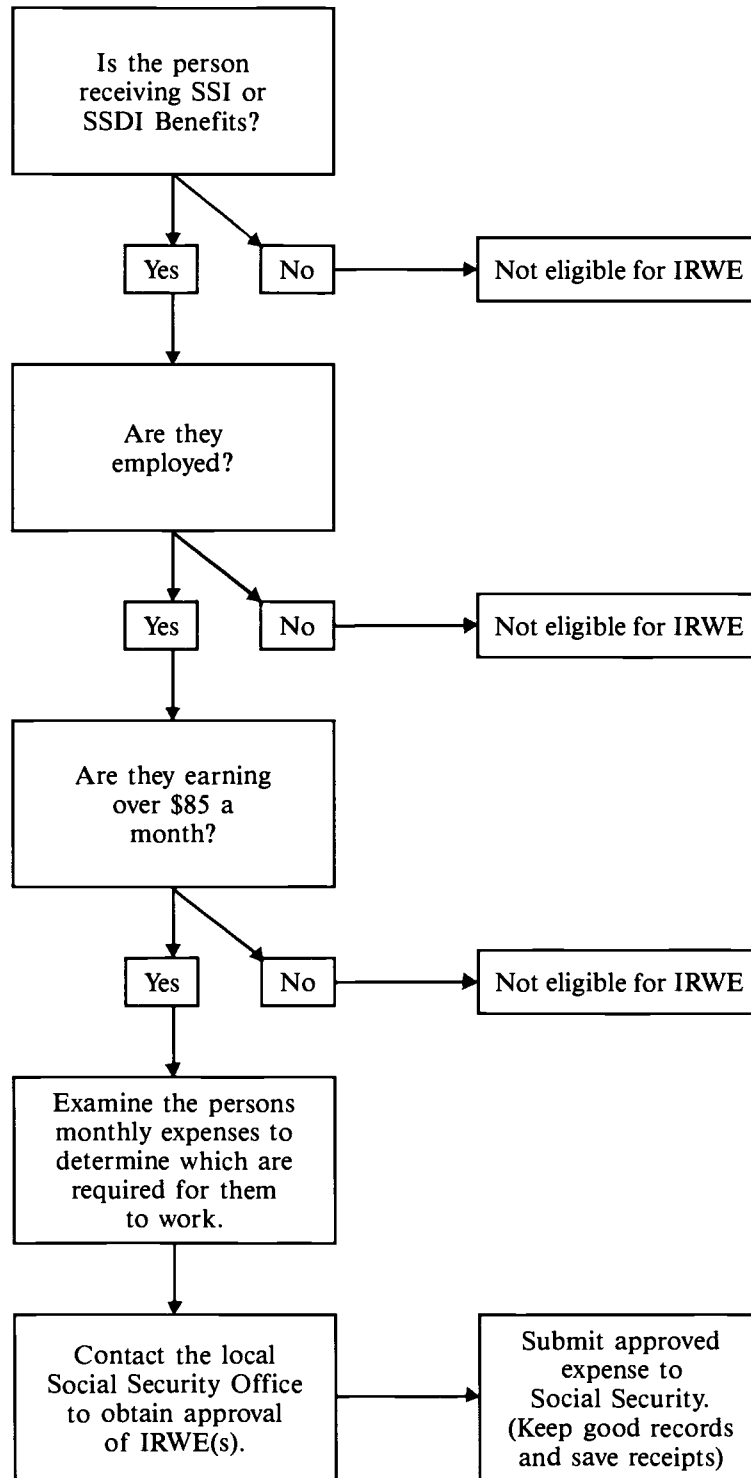 Is the person
receiving SSI or
SSDI Benefits?
Yes
No
Not eligible for IRWE
Are they
employed?
Yes
No
Not eligible for IRWE
Are they earning
over $85 a
month?
Yes
No
Not eligible for IRWE
Examine the persons
monthly expenses to
determine which are
required for them
to work.
Contact the local
Social Security Office
to obtain approval
of IRWE(s).
Submit approved
expense to
Social Security.
(Keep good records
and save receipts)